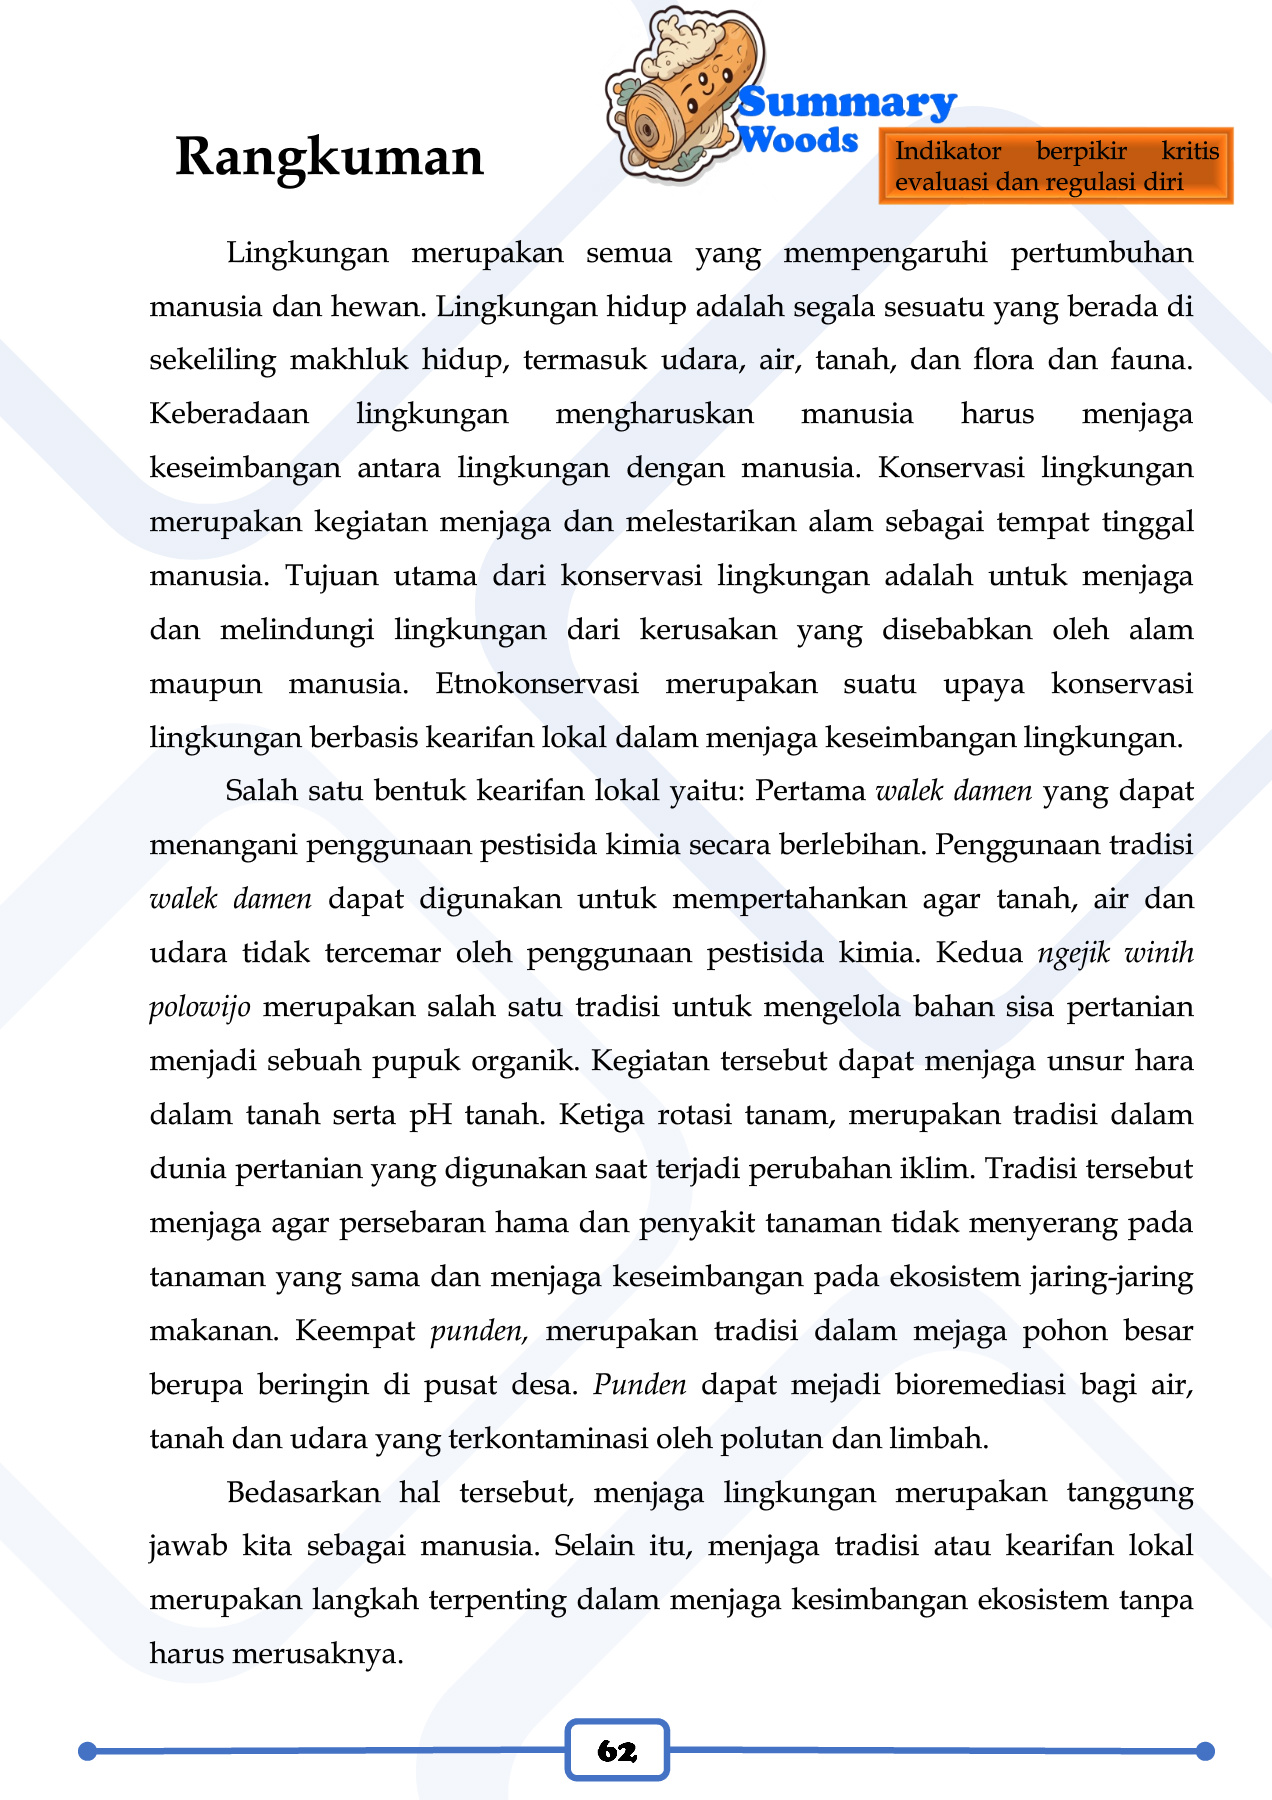 Summary
Woods
Rangkuman
Indikator berpikir kritis
evaluasi dan regulasi diri
Lingkungan merupakan semua yang mempengaruhi pertumbuhan
manusia dan hewan. Lingkungan hidup adalah segala sesuatu yang berada di
sekeliling makhluk hidup, termasuk udara, air, tanah, dan flora dan fauna.
Keberadaan lingkungan mengharuskan manusia harus menjaga
keseimbangan antara lingkungan dengan manusia. Konservasi lingkungan
merupakan kegiatan menjaga dan melestarikan alam sebagai tempat tinggal
manusia. Tujuan utama dari konservasi lingkungan adalah untuk menjaga
dan melindungi lingkungan dari kerusakan yang disebabkan oleh alam
maupun manusia. Etnokonservasi merupakan suatu upaya konservasi
lingkungan berbasis kearifan lokal dalam menjaga keseimbangan lingkungan.
Salah satu bentuk kearifan lokal yaitu: Pertama walek damen yang dapat
menangani penggunaan pestisida kimia secara berlebihan. Penggunaan tradisi
walek damen dapat digunakan untuk mempertahankan agar tanah, air dan
udara tidak tercemar oleh penggunaan pestisida kimia. Kedua ngejik winih
polowijo merupakan salah satu tradisi untuk mengelola bahan sisa pertanian
menjadi sebuah pupuk organik. Kegiatan tersebut dapat menjaga unsur hara
dalam tanah serta pH tanah. Ketiga rotasi tanam, merupakan tradisi dalam
dunia pertanian yang digunakan saat terjadi perubahan iklim. Tradisi tersebut
menjaga agar persebaran hama dan penyakit tanaman tidak menyerang pada
tanaman yang sama dan menjaga keseimbangan pada ekosistem jaring-jaring
makanan. Keempat punden, merupakan tradisi dalam mejaga pohon besar
berupa beringin di pusat desa. Punden dapat mejadi bioremediasi bagi air,
tanah dan udara yang terkontaminasi oleh polutan dan limbah.
Bedasarkan hal tersebut, menjaga lingkungan merupakan tanggung
jawab kita sebagai manusia. Selain itu, menjaga tradisi atau kearifan lokal
merupakan langkah terpenting dalam menjaga kesimbangan ekosistem tanpa
harus merusaknya.
62